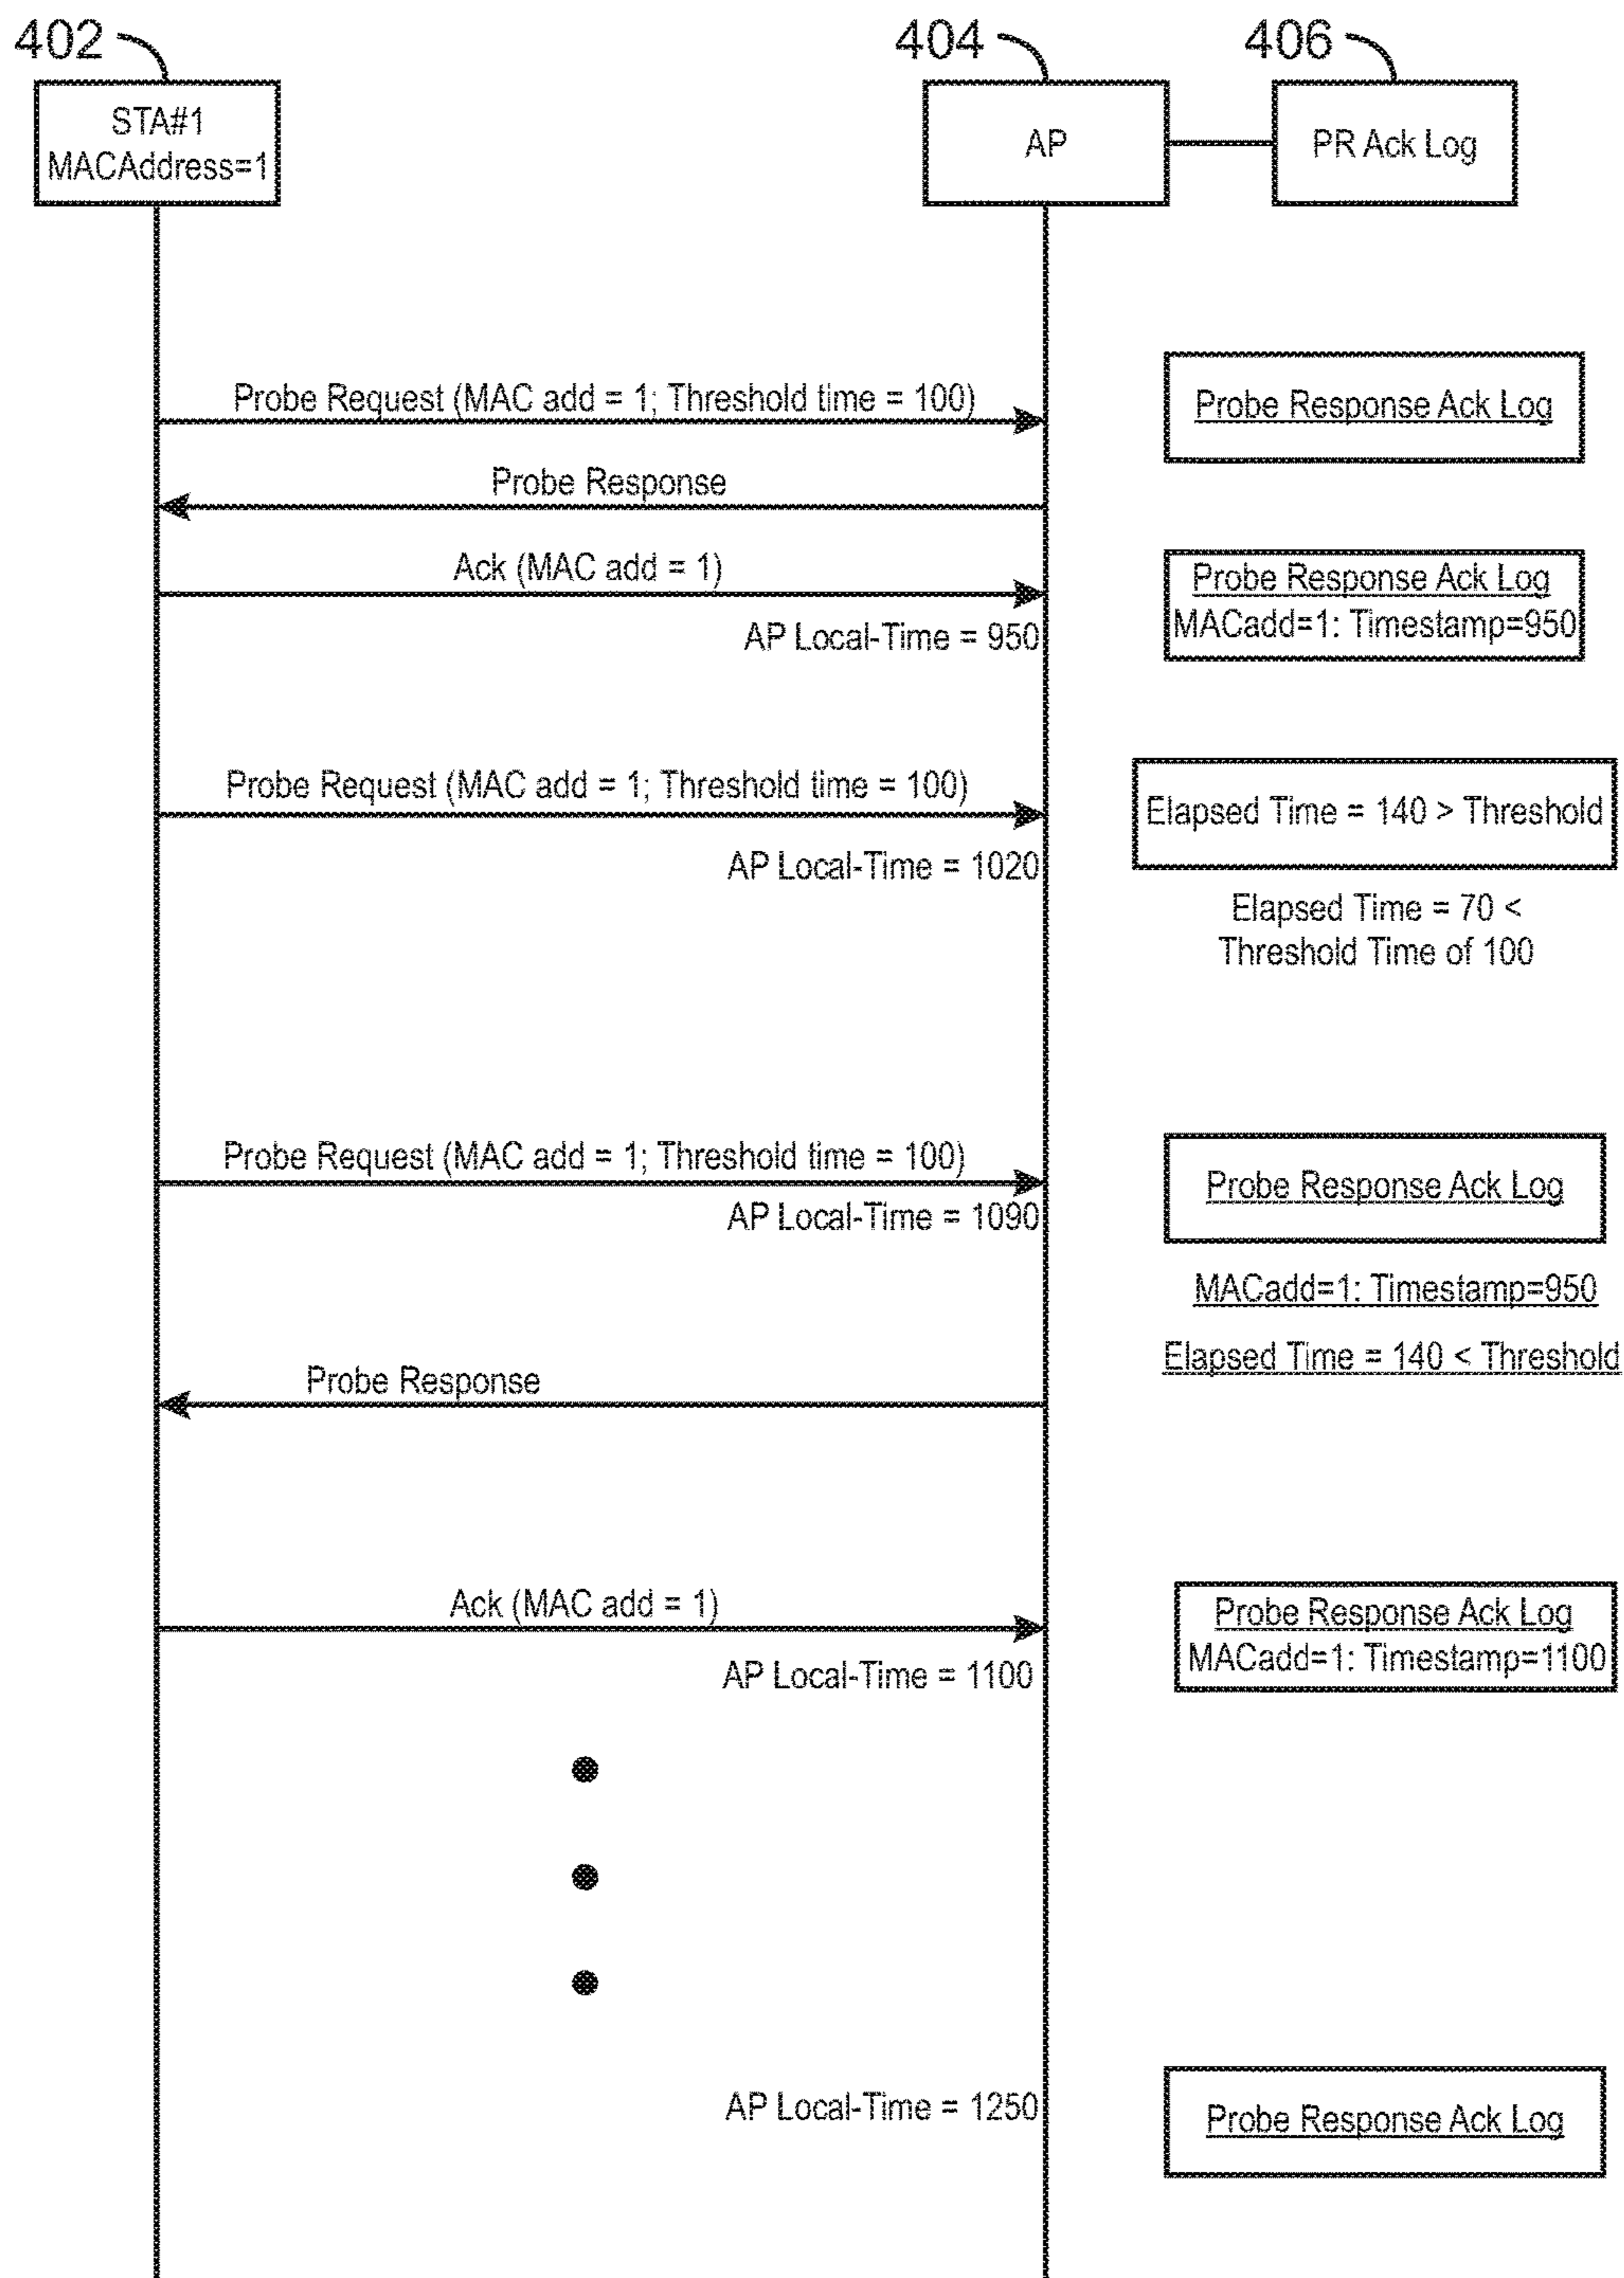 402
404
406
STA#1
MACAddress=1
AP
PR Ack Log
Probe Request (MAC add = 1; Threshold time = 100)
Probe Response Ack Log
Probe Response
Ack (MAC add = 1)
Probe Response Ack Log
MACadd=1: Timestamp=950
AP Local-Time = 950
Probe Request (MAC add = 1; Threshold time = 100)
Elapsed Time = 140 > Threshold
AP Local-Time = 1020
Elapsed Time = 70 <
Threshold Time of 100
Probe Request (MAC add = 1; Threshold time = 100)
Probe Response Ack Log
AP Local-Time = 1090
MACadd=1: Timestamp=950
Elapsed Time = 140 < Threshold
Probe Response
Ack (MAC add = 1)
Probe Response Ack Log
MACadd=1: Timestamp=1100
AP Local-Time = 1100
AP Local-Time = 1250
Probe Response Ack Log